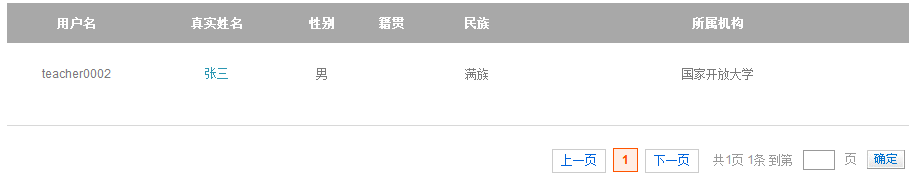 用户名 真实姓名 性别 籍贯 民族 所属机构
teacher0002 张三 男 满族 国家开放大学
上一页 1 下一页 共1页 1条 到第 页 确定